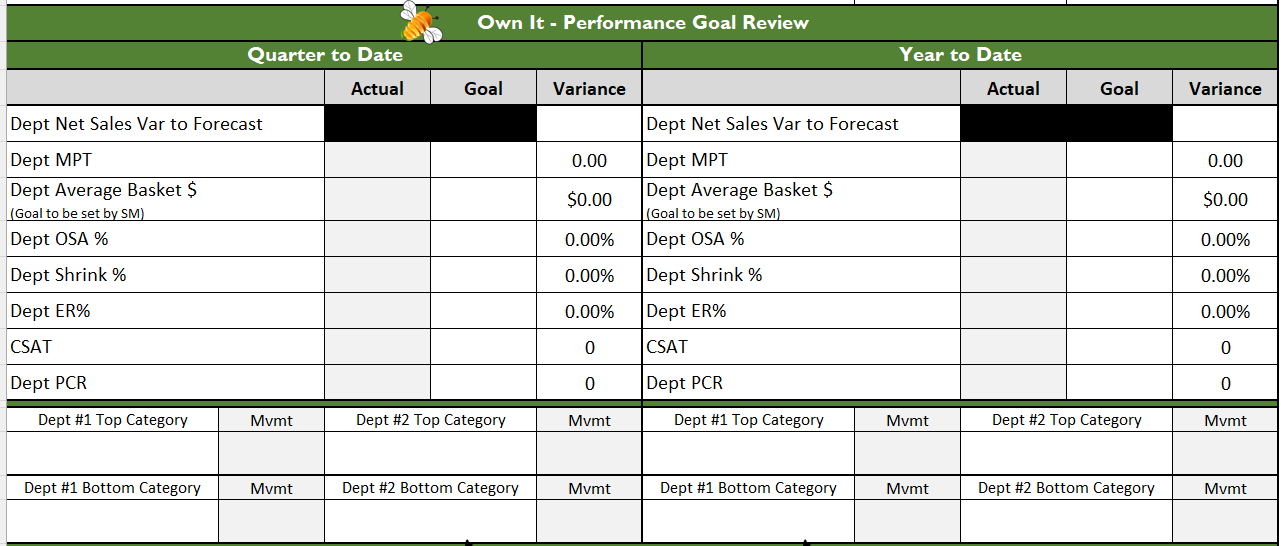 Own It - Performance Goal Review
Quarter to Date Year to Date
Actual Goal Variance Actual Goal Variance
Dept Net Sales Var to Forecast Dept Net Sales Var to Forecast
Dept MPT 0.00 Dept MPT 0.00
Dept Average Basket $ $0.00 Dept Average Basket $ $0.00
(Goal to be set by SM) (Goal to be set by SM)
Dept OSA % 0.00% Dept OSA % 0.00%
Dept Shrink % 0.00% Dept Shrink % 0.00%
Dept ER% 0.00% Dept ER% 0.00%
CSAT 0 CSAT 0
Dept PCR 0 Dept PCR 0
Dept #1 Top Category Mvmt Dept #2 Top Category Mvmt Dept #1 Top Category Mvmt Dept #2 Top Category Mvmt
Dept #1 Bottom Category Mvmt Dept #2 Bottom Category Mvmt Dept #1 Bottom Category Mvmt Dept #2 Bottom Category Mvmt